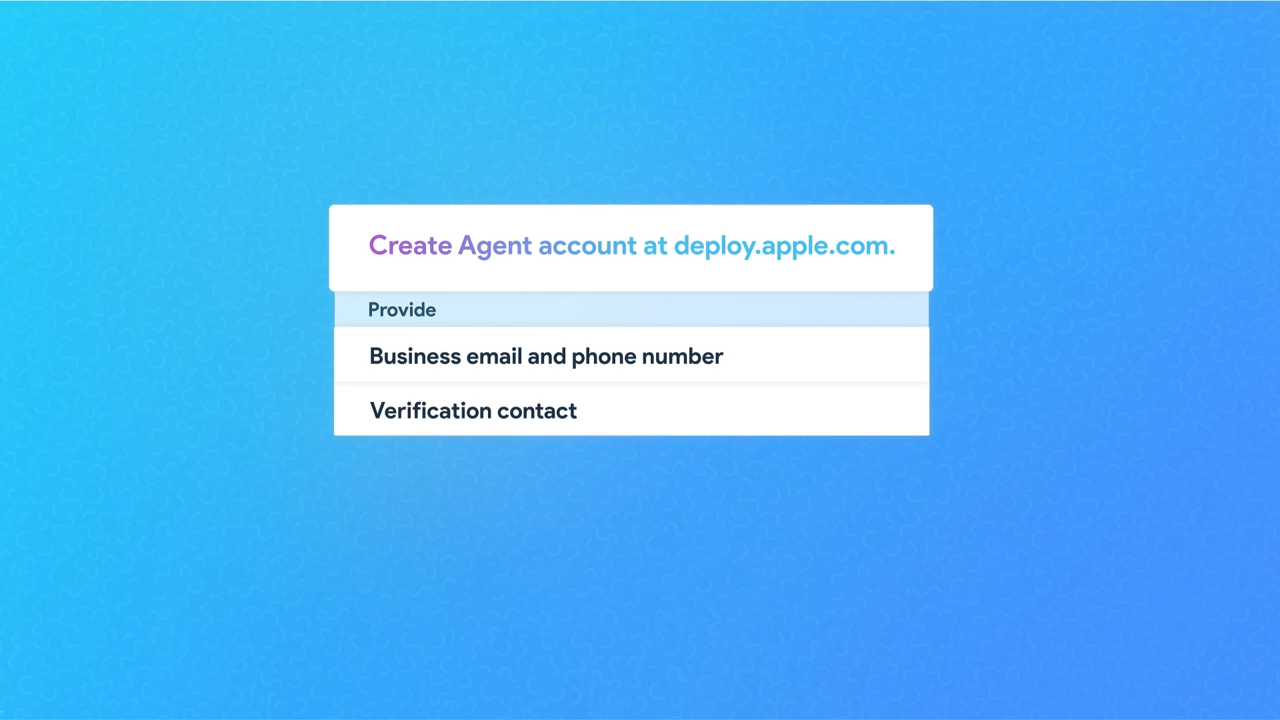 Create Agent account at deploy.apple.com.
Provide
Business email and phone number
Verification contact